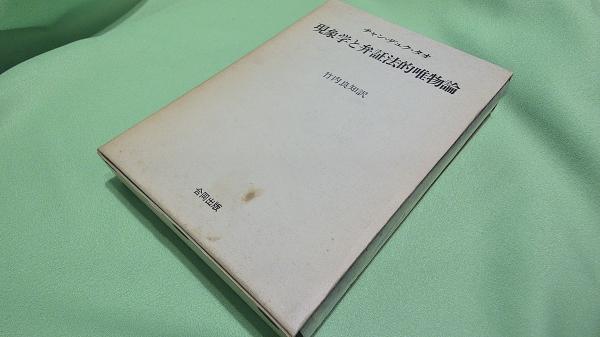 チャン・デュク・タオ
現象学と弁証法的唯物論
竹内良知訳
合同出版